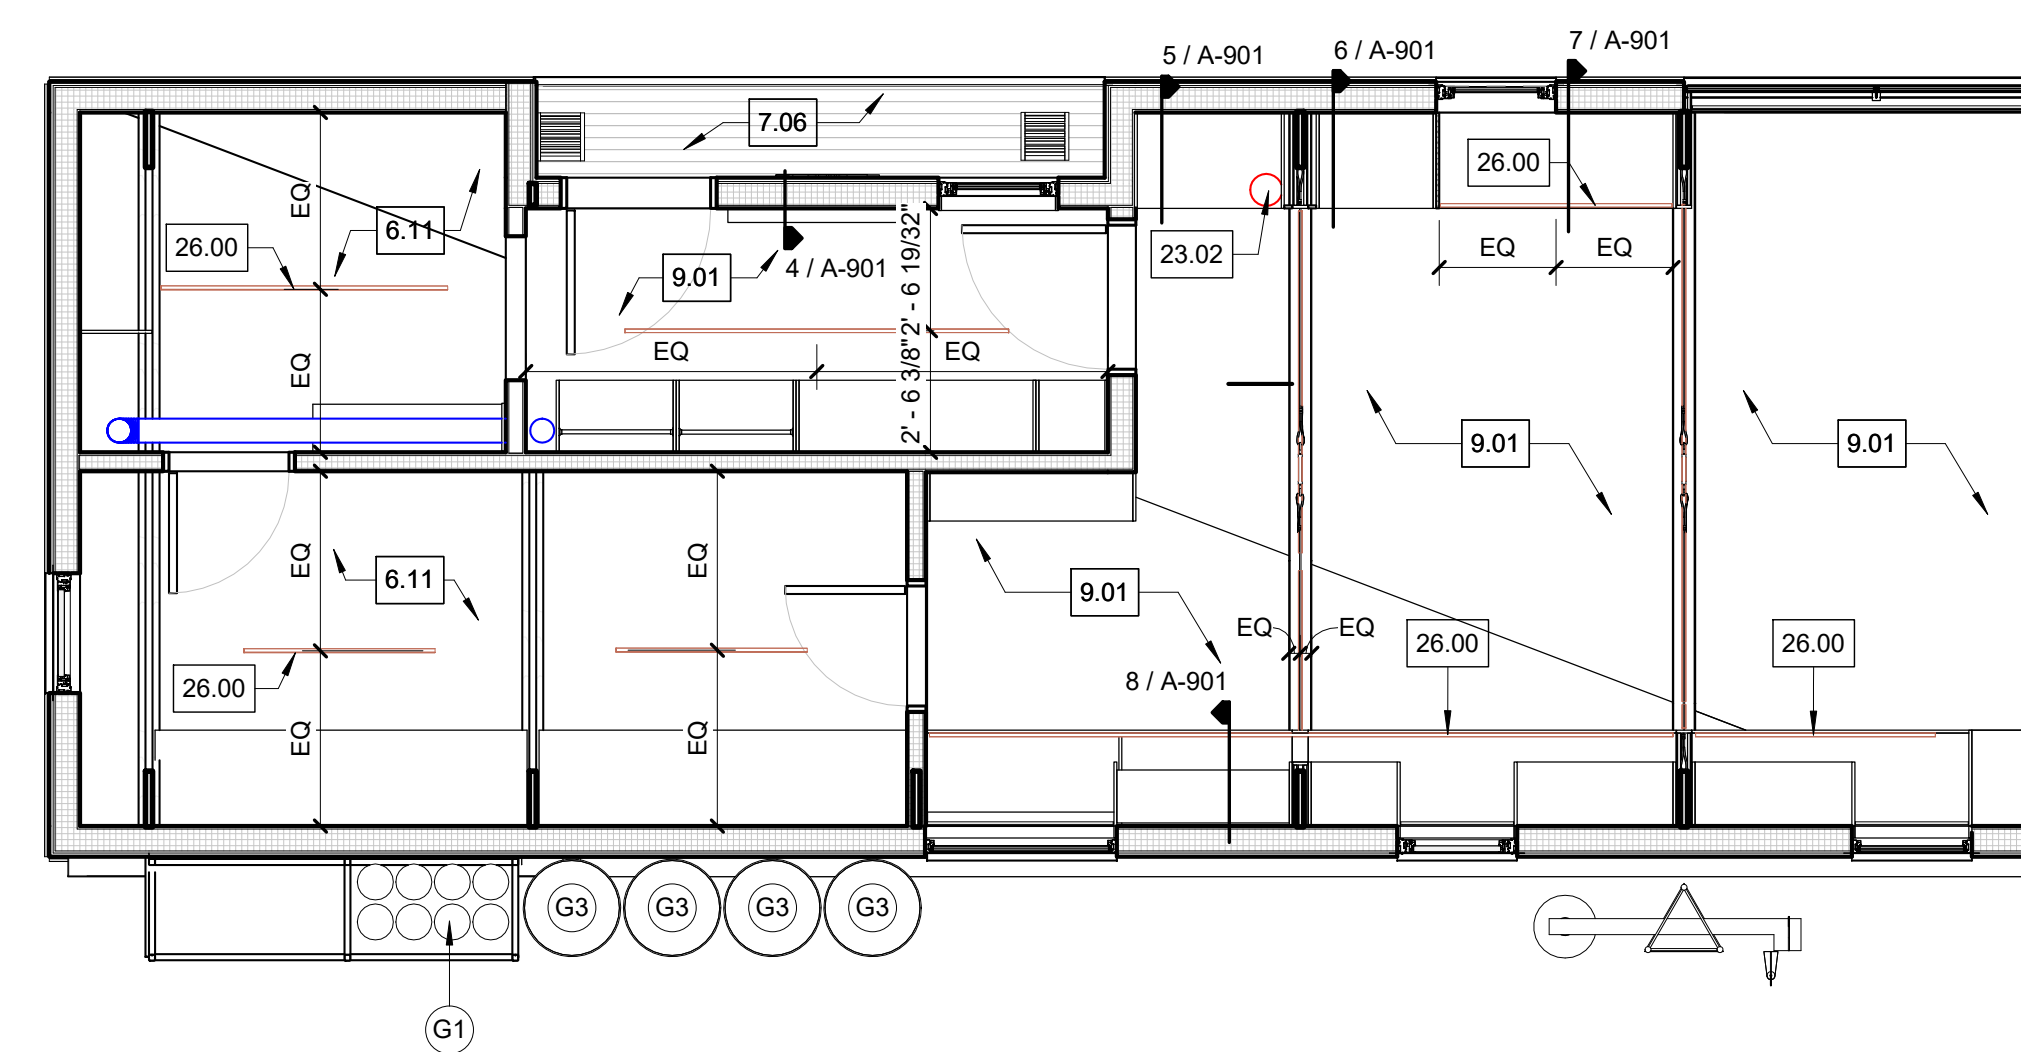 7 / A-901
5 / A-901
6 / A-901
7.06
26.00
EQ
6.11
26.00
9.01
4 / A-901
2' - 6 19/32"
23.02
EQ
EQ
EQ
EQ
EQ
2' - 6 3/8"
9.01
9.01
EQ
EQ
6.11
9.01
EQ
EQ
26.00
26.00
26.00
8 / A-901
EQ
EQ
G3
G3
G3
G3
G1